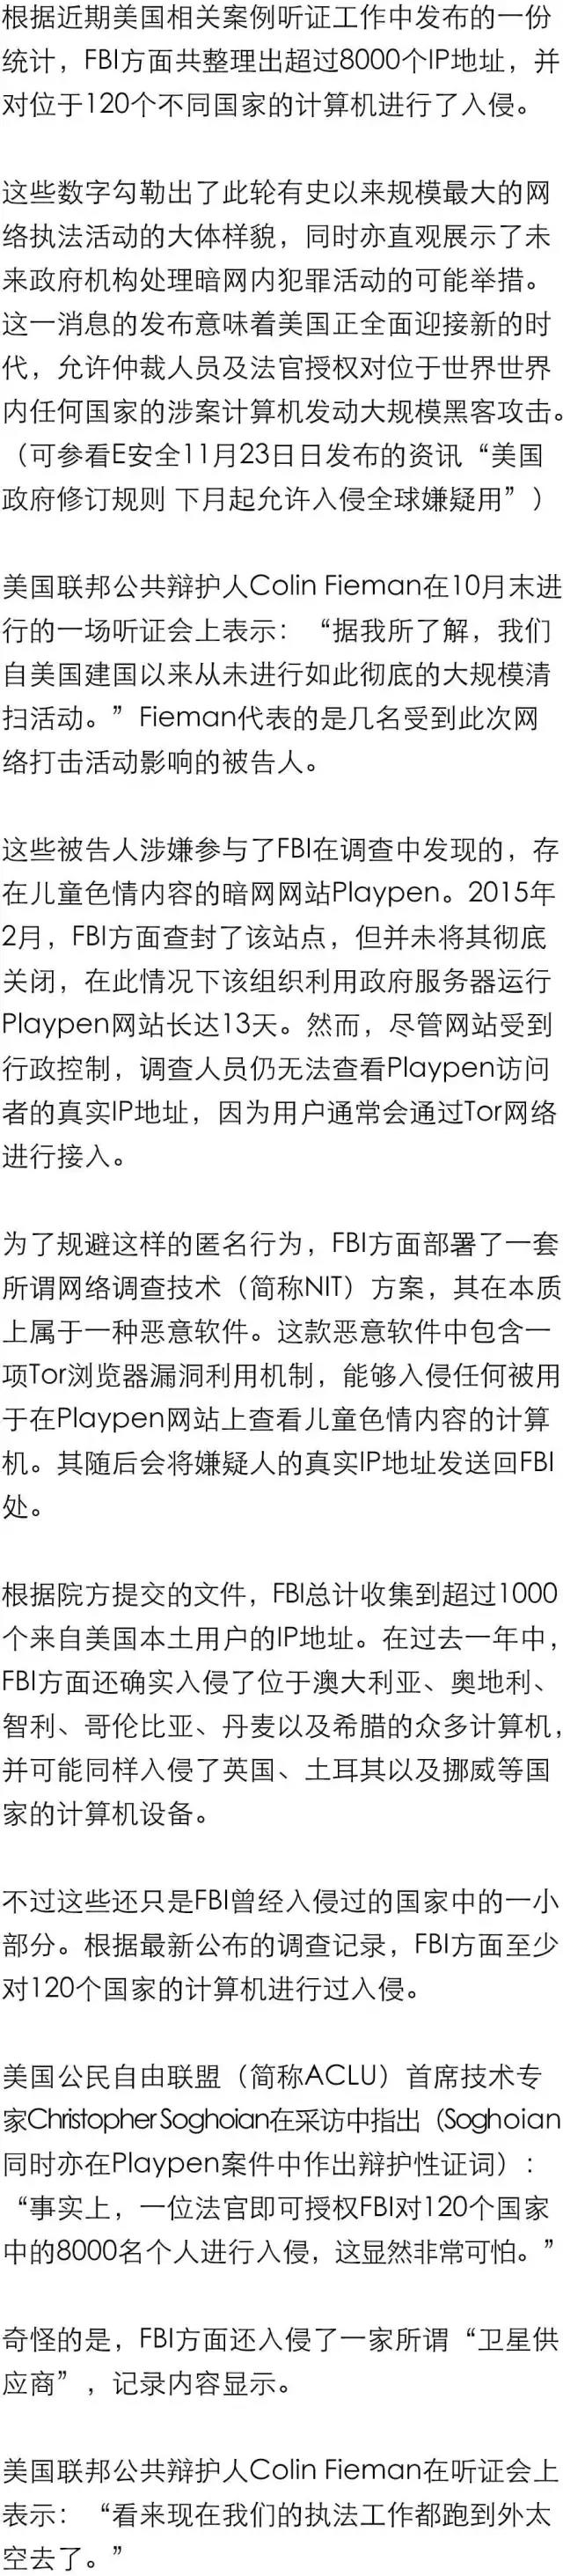 根据近期美国相关案例听证工作中发布的一份
统计，FBI方面共整理出超过8000个IP地址，并
对位于120个不同国家的计算机进行了入侵。
这些数字勾勒出了此轮有史以来规模最大的网
络执法活动的大体样貌，同时亦直观展示了未
来政府机构处理暗网内犯罪活动的可能举措。
这一消息的发布意味着美国正全面迎接新的时
代，允许仲裁人员及法官授权对位于世界世界
内任何国家的涉案计算机发动大规模黑客攻击。
（可参看E安全11月23日日发布的资讯“美国
政府修订规则 下月起允许入侵全球嫌疑用”）
美国联邦公共辩护人Colin Fieman在10月末进
行的一场听证会上表示：“据我所了解，我们
自美国建国以来从未进行如此彻底的大规模清
扫活动。”Fieman代表的是几名受到此次网
络打击活动影响的被告人。
这些被告人涉嫌参与了FBI在调查中发现的，存
在儿童色情内容的暗网网站Playpen。2015年
2月，FBI方面查封了该站点，但并未将其彻底
关闭，在此情况下该组织利用政府服务器运行
Playpen网站长达13天。然而，尽管网站受到
行政控制，调查人员仍无法查看Playpen访问
者的真实IP地址，因为用户通常会通过Tor网络
进行接入。
为了规避这样的匿名行为，FBI方面部署了一套
所谓网络调查技术（简称NIT）方案，其在本质
上属于一种恶意软件。这款恶意软件中包含一
项Tor浏览器漏洞利用机制，能够入侵任何被用
于在Playpen网站上查看儿童色情内容的计算
机。其随后会将嫌疑人的真实IP地址发送回FBI
处。
根据院方提交的文件，FBI总计收集到超过1000
个来自美国本土用户的IP地址。在过去一年中，
FBI方面还确实入侵了位于澳大利亚、奥地利、
智利、哥伦比亚、丹麦以及希腊的众多计算机，
并可能同样入侵了英国、土耳其以及挪威等国
家的计算机设备。
不过这些还只是FBI曾经入侵过的国家中的一小
部分。根据最新公布的调查记录，FBI方面至少
对120个国家的计算机进行过入侵。
美国公民自由联盟（简称ACLU）首席技术专
家Christopher Soghoian在采访中指出（Soghoian
同时亦在Playpen案件中作出辩护性证词）：
“事实上，一位法官即可授权FBI对120个国家
中的8000名个人进行入侵，这显然非常可怕。”
奇怪的是，FBI方面还入侵了一家所谓“卫星供
应商”，记录内容显示。
美国联邦公共辩护人Colin Fieman在听证会上
表示：“看来现在我们的执法工作都跑到外太
空去了。”